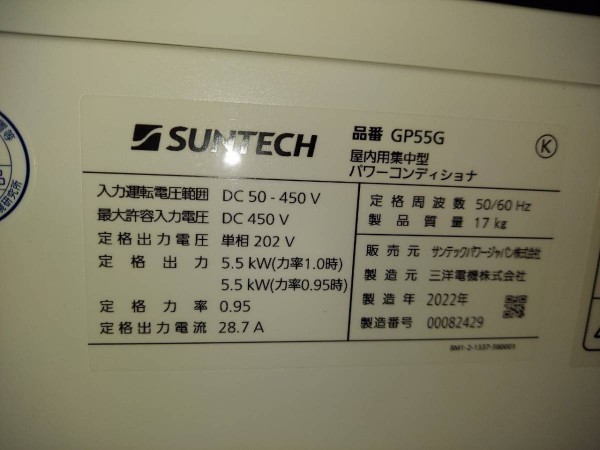 SUNTECH
品番 GP55G
屋内用集中型
パワーコンディショナ
K
入力運転電圧範囲 DC 50 - 450 V
最大許容入力電圧 DC 450 V
定格出力電圧 単相 202 V
定格出力 5.5 kW(力率1.0時)
5.5 kW(力率0.95時)
定格力率 0.95
定格出力電流 28.7 A
定格周波数 50/60 Hz
製品質量 17 kg
販売元 サンテックパワージャパン株式会社
製造元 三洋電機株式会社
製造年 2022年
製造番号 00082429